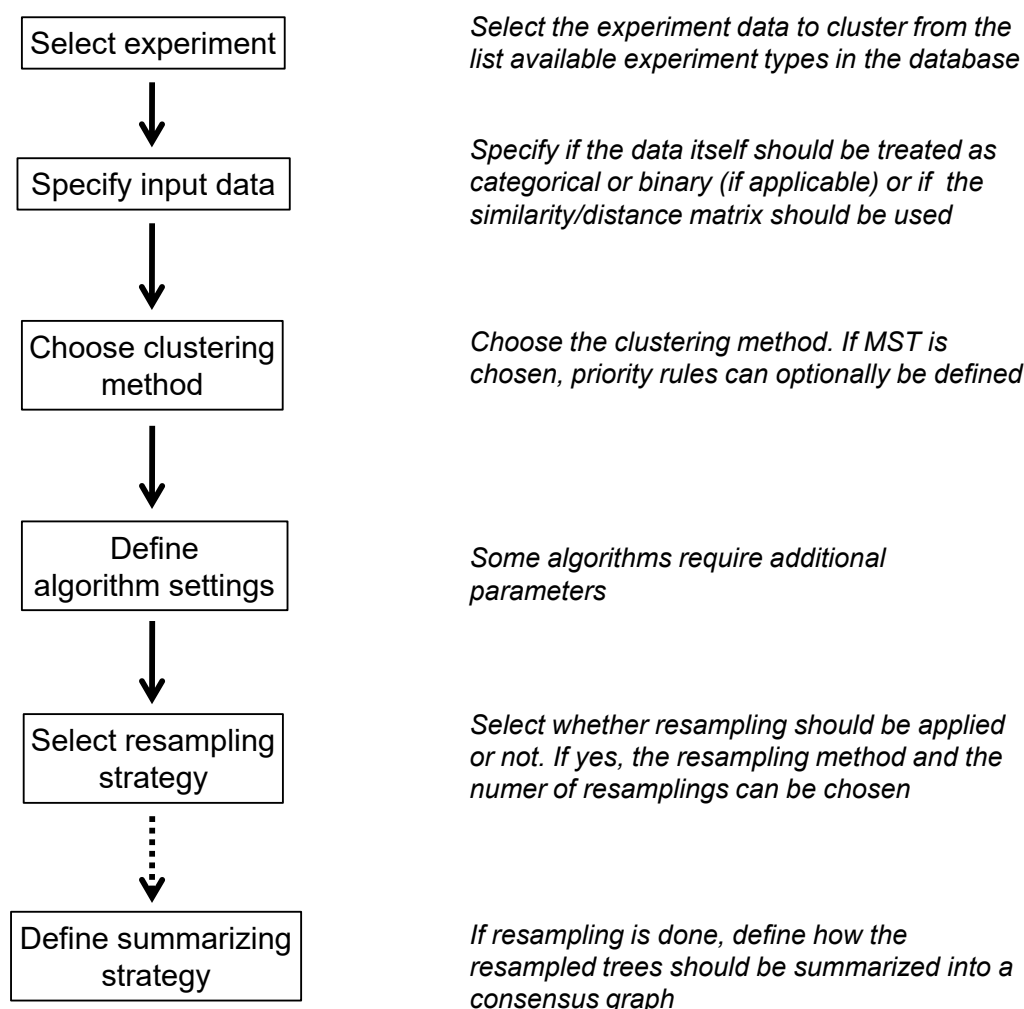 Select experiment
Select the experiment data to cluster from the
list available experiment types in the database
Specify input data
Specify if the data itself should be treated as
categorical or binary (if applicable) or if  the
similarity/distance matrix should be used
Choose clustering
method
Choose the clustering method. If MST is
chosen, priority rules can optionally be defined
Define
algorithm settings
Some algorithms require additional
parameters
Select resampling
strategy
Select whether resampling should be applied
or not. If yes, the resampling method and the
numer of resamplings can be chosen
Define summarizing
strategy
If resampling is done, define how the
resampled trees should be summarized into a
consensus graph